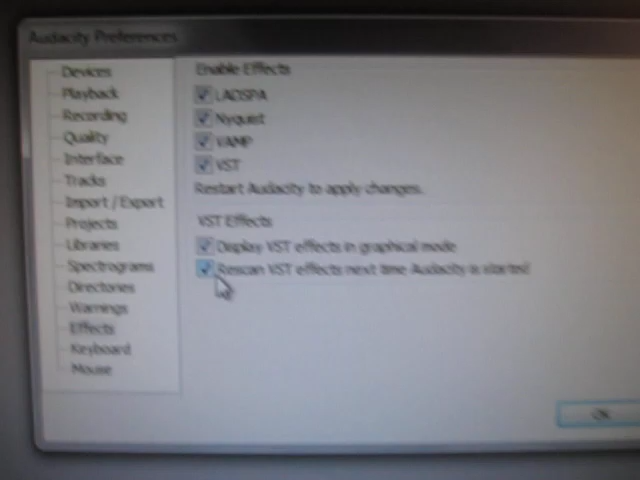 Audacity Preferences
Devices
Playback
Recording
Quality
Interface
Tracks
Import / Export
Projects
Libraries
Spectrograms
Directories
Warnings
Effects
Keyboard
Mouse
Enable Effects
LADSPA
Nyquist
VAMP
VST
Restart Audacity to apply changes.
VST Effects
Display VST effects in graphical mode
Rescan VST effects next time Audacity is started
OK